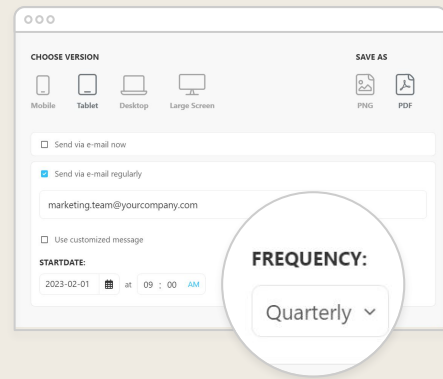 CHOOSE VERSION
SAVE AS
Mobile Tablet Desktop Large Screen
PNG PDF
Send via e-mail now
Send via e-mail regularly
marketing.team@yourcompany.com
Use customized message
STARTDATE:
2023-02-01 at 09 : 00 AM
FREQUENCY:
Quarterly